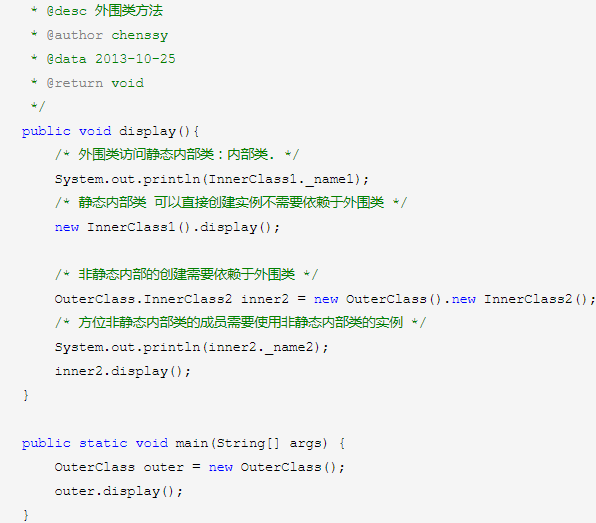 * @desc 外围类方法
* @author chenssy
* @data 2013-10-25
* @return void
*/
public void display(){
/* 外围类访问静态内部类：内部类. */
System.out.println(InnerClass1._name1);
/* 静态内部类 可以直接创建实例不需要依赖于外围类 */
new InnerClass1().display();
/* 非静态内部的创建需要依赖于外围类 */
OuterClass.InnerClass2 inner2 = new OuterClass().new InnerClass2();
/* 方位非静态内部类的成员需要使用非静态内部类的实例 */
System.out.println(inner2._name2);
inner2.display();
}
public static void main(String[] args) {
OuterClass outer = new OuterClass();
outer.display();
}